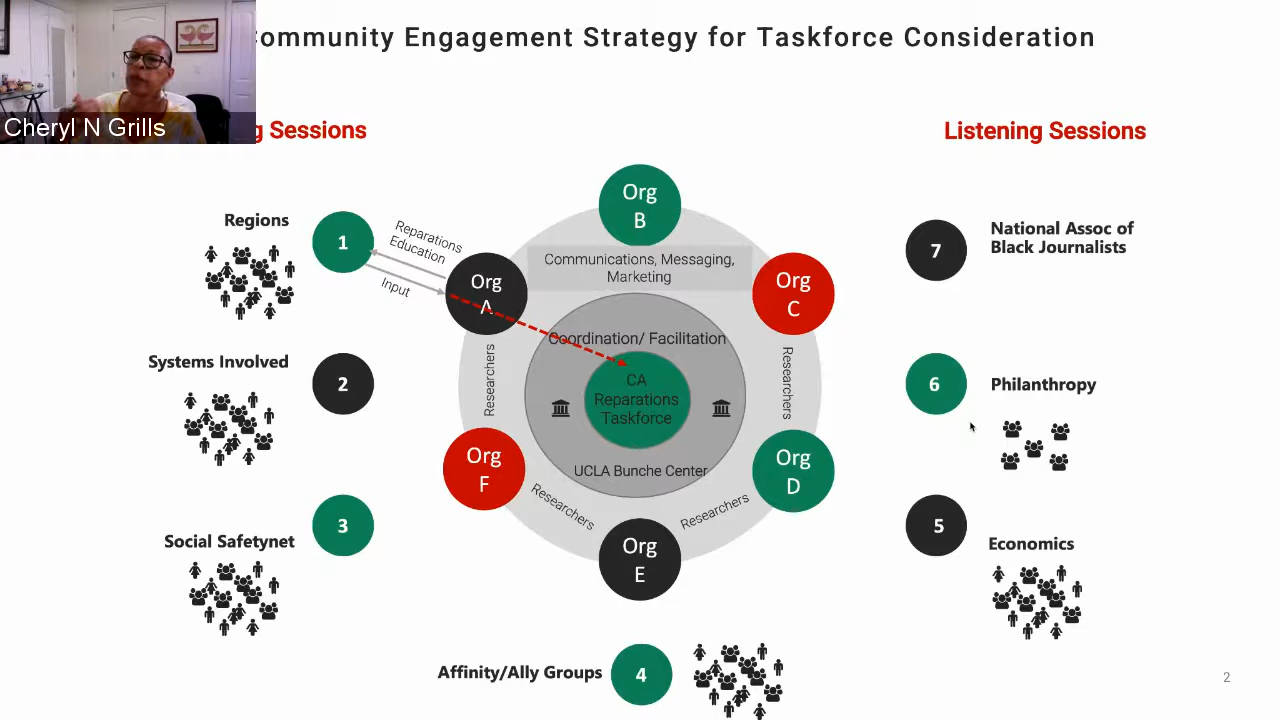 ommunity Engagement Strategy for Taskforce Consideration
Cheryl N Grills
g Sessions
Listening Sessions
Regions
1
Reparations
Education
Input
Org
A
Org
B
Communications, Messaging,
Marketing
Org
C
7
National Assoc of
Black Journalists
Coordination/ Facilitation
Researchers
Researchers
CA
Reparations
Taskforce
Systems Involved
2
6
Philanthropy
UCLA Bunche Center
Org
F
Org
D
Researchers
Researchers
Org
E
3
Social Safetynet
5
Economics
Affinity/Ally Groups
4
2